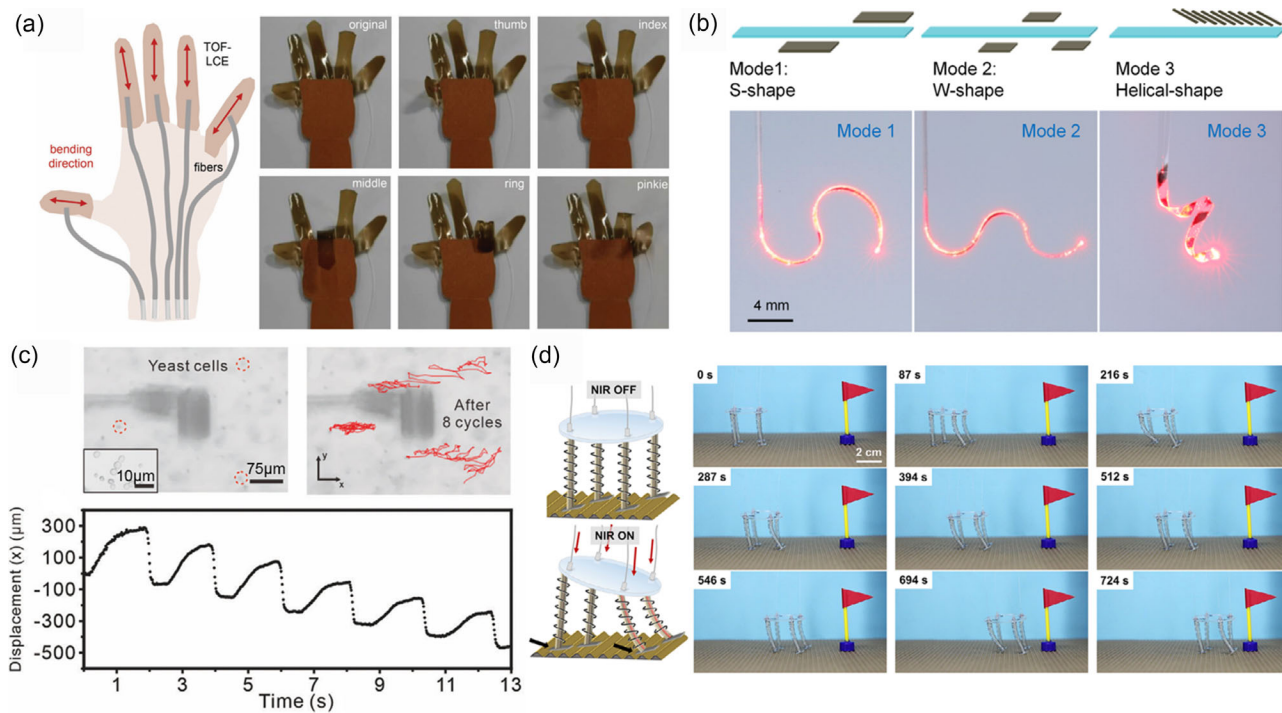 (a)
TOF-
LCE
bending
direction
fibers
original
thumb
index
middle
ring
pinkie
(b)
Mode1:
S-shape
Mode 2:
W-shape
Mode 3
Helical-shape
Mode 1
Mode 2
Mode 3
4 mm
(c)
Yeast cells
10μm
75μm
After
8 cycles
y
x
Displacement (x) (μm)
300
100
-100
-300
-500
1
3
5
7
9
11
13
Time (s)
(d)
NIR OFF
NIR ON
0 s
87 s
216 s
2 cm
287 s
394 s
512 s
546 s
694 s
724 s